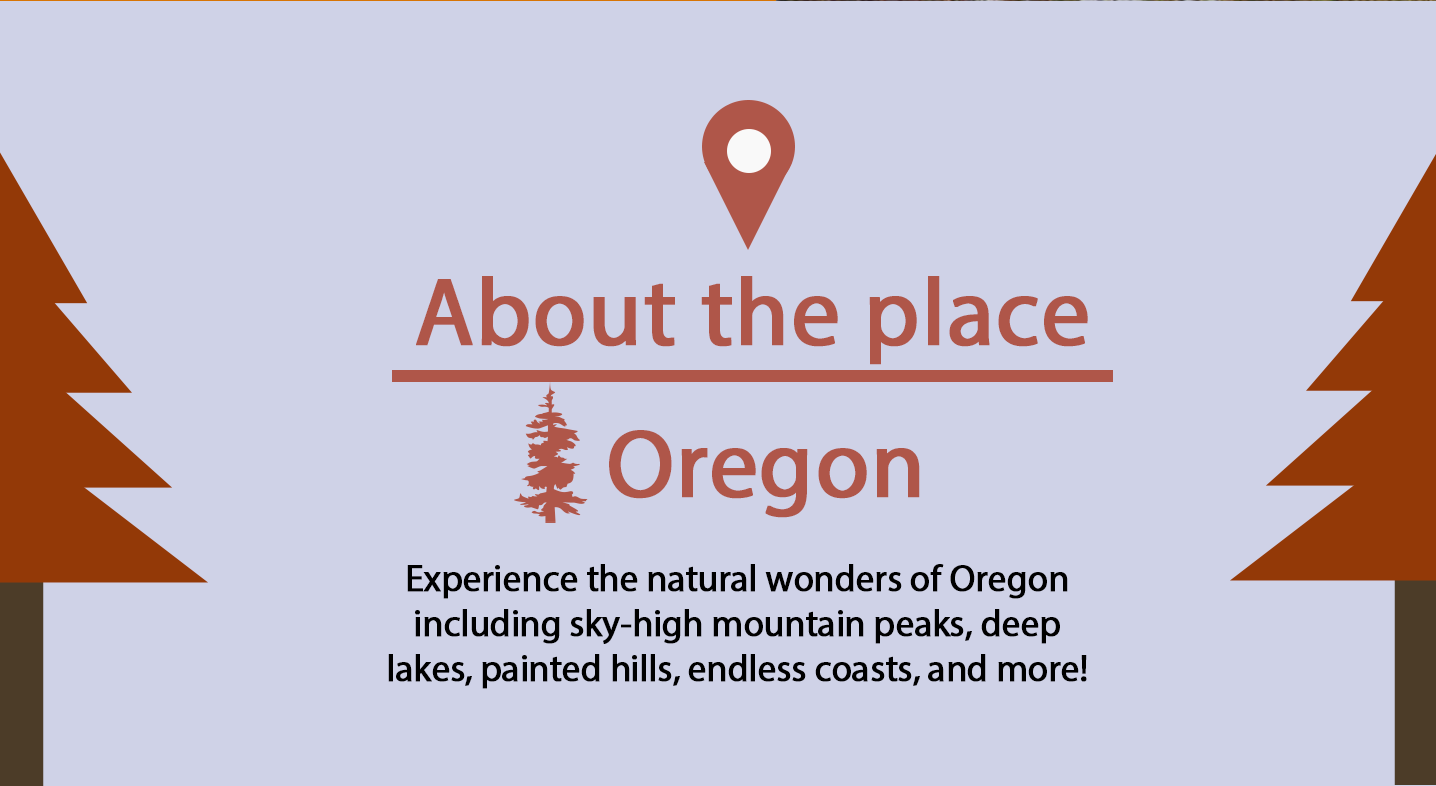 About the place
Oregon
Experience the natural wonders of Oregon
including sky-high mountain peaks, deep
lakes, painted hills, endless coasts, and more!